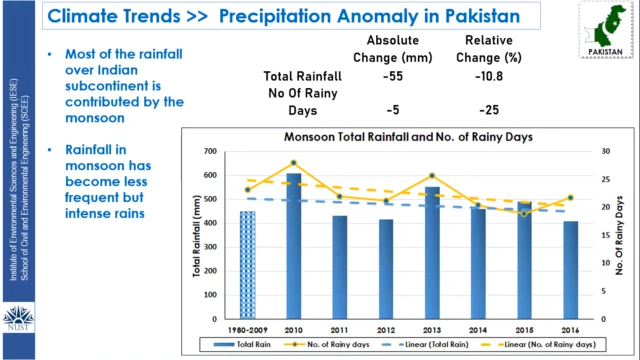 Climate Trends >> Precipitation Anomaly in Pakistan
PAKISTAN
• Most of the rainfall
over Indian
subcontinent is
contributed by the
monsoon
• Rainfall in
monsoon has
become less
frequent but
intense rains
Absolute Change (mm) Relative Change (%)
Total Rainfall -55 -10.8
No Of Rainy Days -5 -25
Monsoon Total Rainfall and No. of Rainy Days
Total Rainfall (mm)
700
600
500
400
300
200
100
0
No. Of Rainy Days
30
25
20
15
10
5
0
1980-2009 2010 2011 2012 2013 2014 2015 2016
Total Rain No. of Rainy days Linear (Total Rain) Linear (No. of Rainy days)
Institute of Environmental Sciences and Engineering (IESE)
School of Civil and Environmental Engineering (SCEE)
NUST